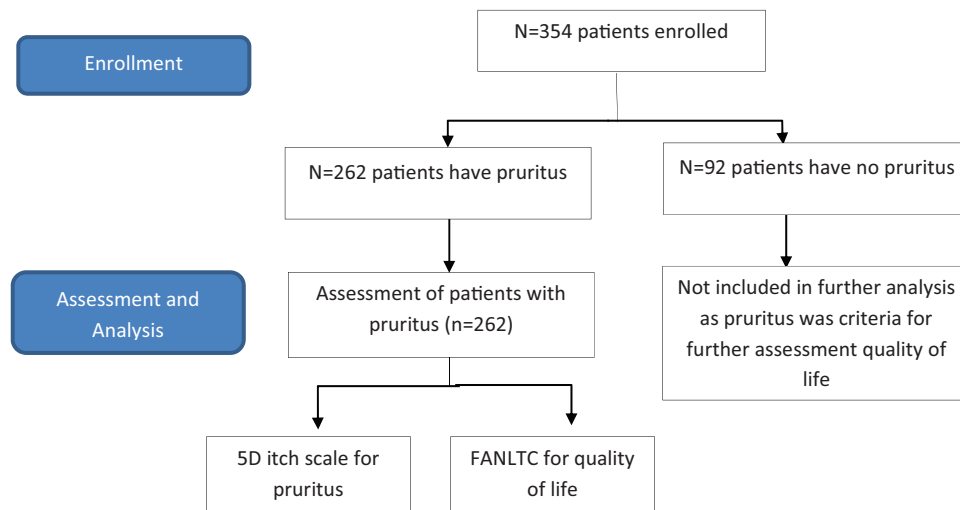 N=354 patients enrolled
Enrollment
N=262 patients have pruritus
N=92 patients have no pruritus
Assessment and
Analysis
Assessment of patients with
pruritus (n=262)
Not included in further analysis
as pruritus was criteria for
further assessment quality of
life
5D itch scale for
pruritus
FANLTC for quality
of life